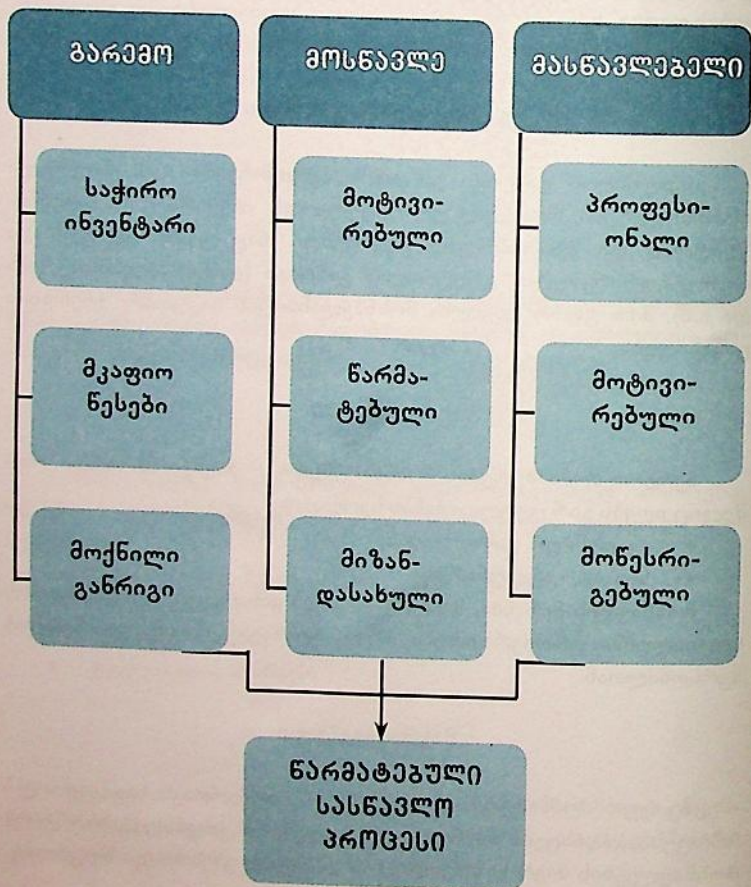 გარემო
საჭირო
ინვენტარი
მკაფიო
წესები
მოქნილი
განრიგი
მოსწავლე
მოტივი-
რებული
წარმა-
ტებული
მიზან-
დასახული
მასწავლებელი
პროფესი-
ონალი
მოტივი-
რებული
მოწესრი-
გებული
წარმატებული
სასწავლო
პროცესი